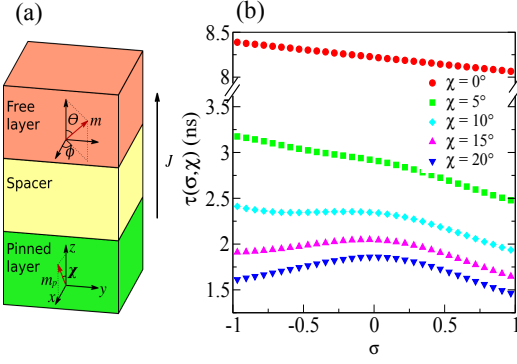 (a)
Free
layer
Θ
m
ϕ
J
Spacer
Pinned
layer
z
m_p
χ
x
y
(b)
τ(σ,χ) (ns)
8.5
8
3.5
3
2.5
2
1.5
χ = 0°
χ = 5°
χ = 10°
χ = 15°
χ = 20°
-1 -0.5 0 0.5 1
σ